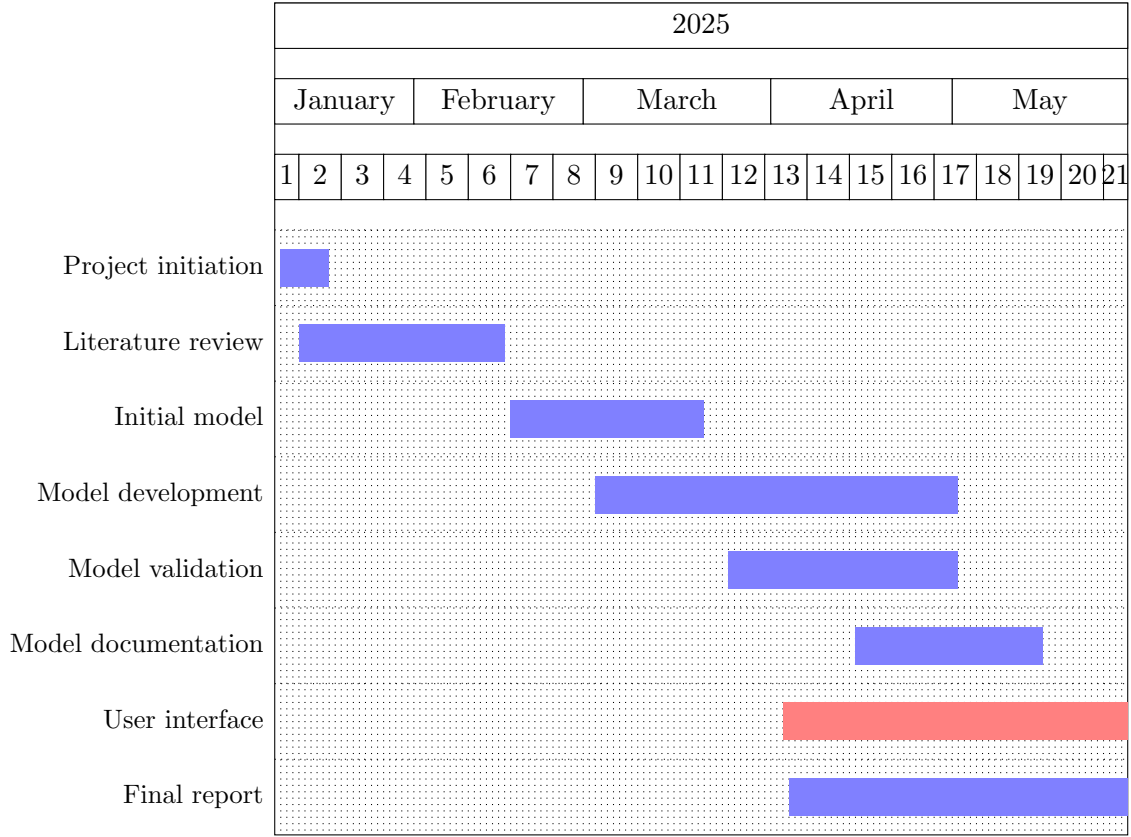 2025
January February March April May
1 2 3 4 5 6 7 8 9 10 11 12 13 14 15 16 17 18 19 20 21
Project initiation
Literature review
Initial model
Model development
Model validation
Model documentation
User interface
Final report